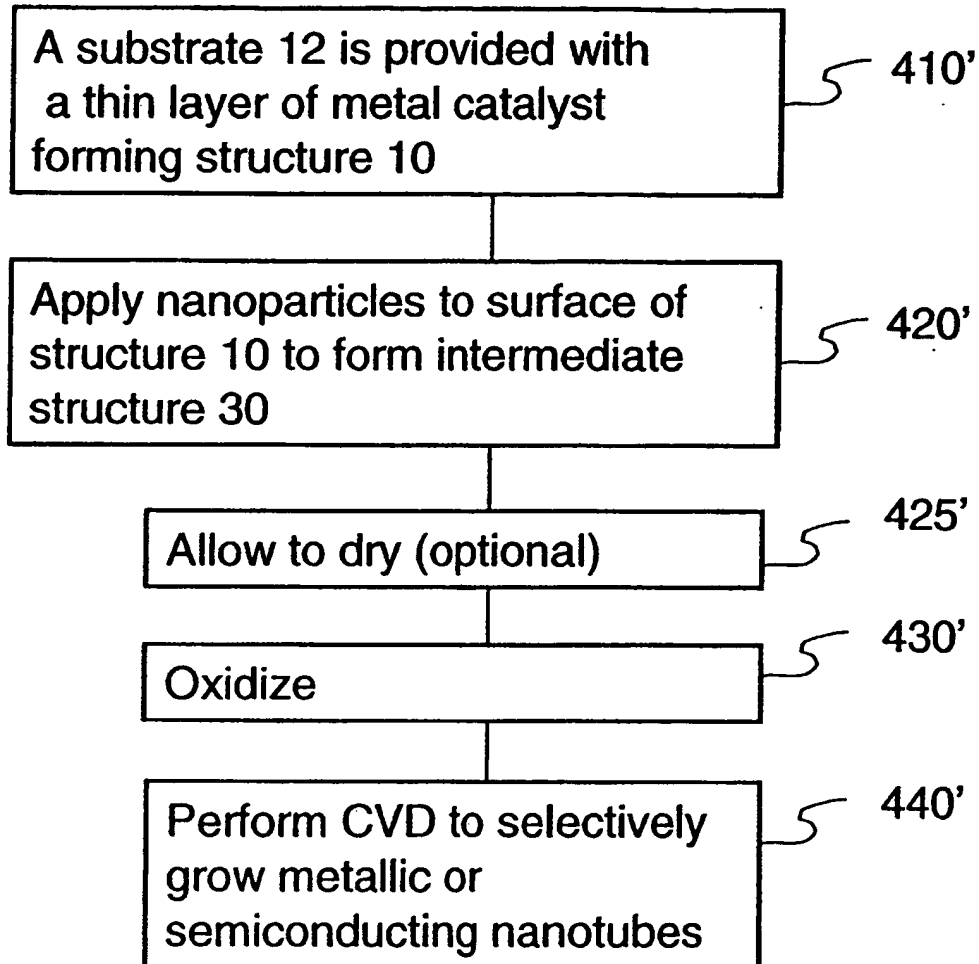 A substrate 12 is provided with
a thin layer of metal catalyst
forming structure 10
410'
Apply nanoparticles to surface of
structure 10 to form intermediate
structure 30
420'
Allow to dry (optional)
425'
Oxidize
430'
Perform CVD to selectively
grow metallic or
semiconducting nanotubes
440'